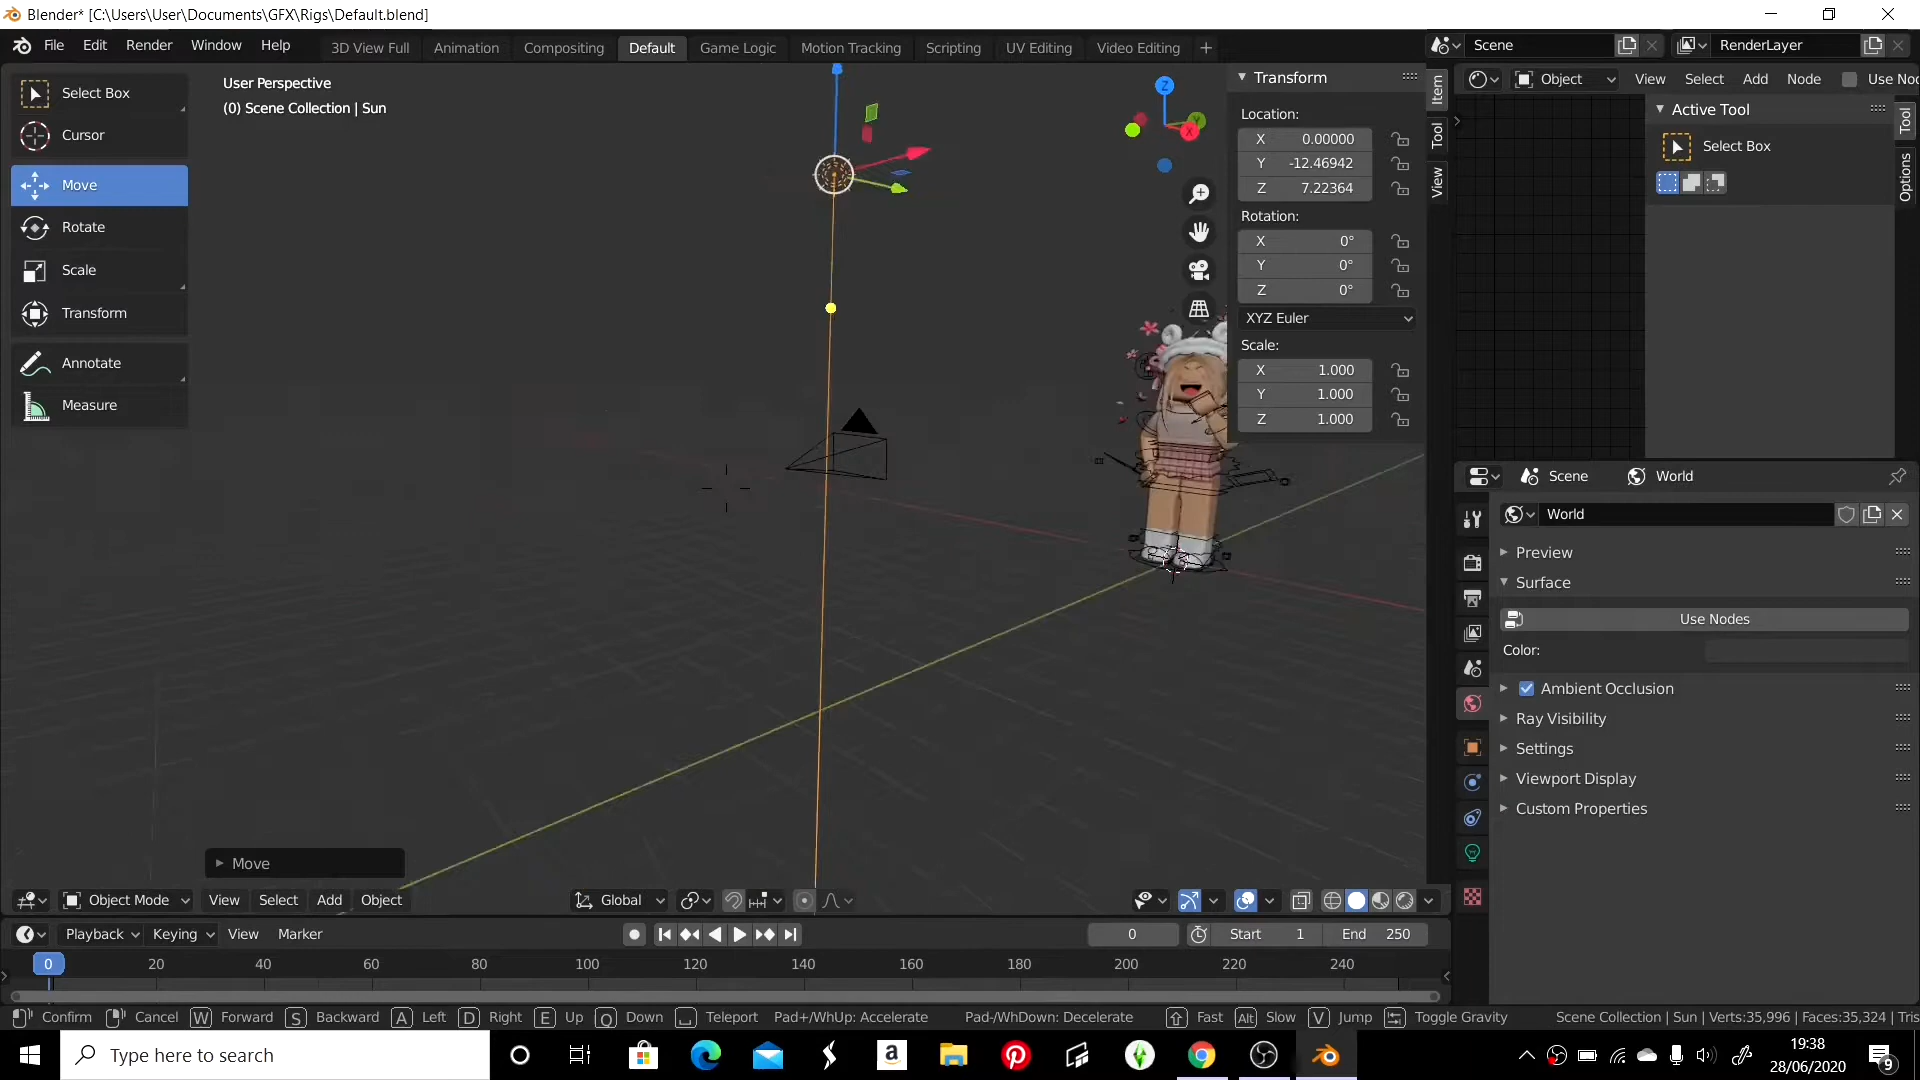 Blender* [C:\Users\User\Documents\GFX\Rigs\Default.blend]
File Edit Render Window Help 3D View Full Animation Compositing Default Game Logic Motion Tracking Scripting UV Editing Video Editing + Scene RenderLayer
Object View Select Add Node Use Noc
Select Box
Cursor
Move
Rotate
Scale
Transform
Annotate
Measure
User Perspective
(0) Scene Collection | Sun
Z
Y
X
Transform
Location:
X 0.00000
Y -12.46942
Z 7.22364
Rotation:
X 0°
Y 0°
Z 0°
XYZ Euler
Scale:
X 1.000
Y 1.000
Z 1.000
Item
Tool
View
Active Tool
Select Box
Tool
Options
Scene World
World
Preview
Surface
Use Nodes
Color:
Ambient Occlusion
Ray Visibility
Settings
Viewport Display
Custom Properties
Move
Object Mode View Select Add Object Global
Playback Keying View Marker 0 Start 1 End 250
0 20 40 60 80 100 120 140 160 180 200 220 240
Confirm Cancel W Forward S Backward A Left D Right E Up Q Down Teleport Pad+/WhUp: Accelerate Pad-/WhDown: Decelerate Fast Alt Slow V Jump Toggle Gravity Scene Collection | Sun | Verts:35,996 | Faces:35,324 | Tris
Type here to search
19:38
28/06/2020
9